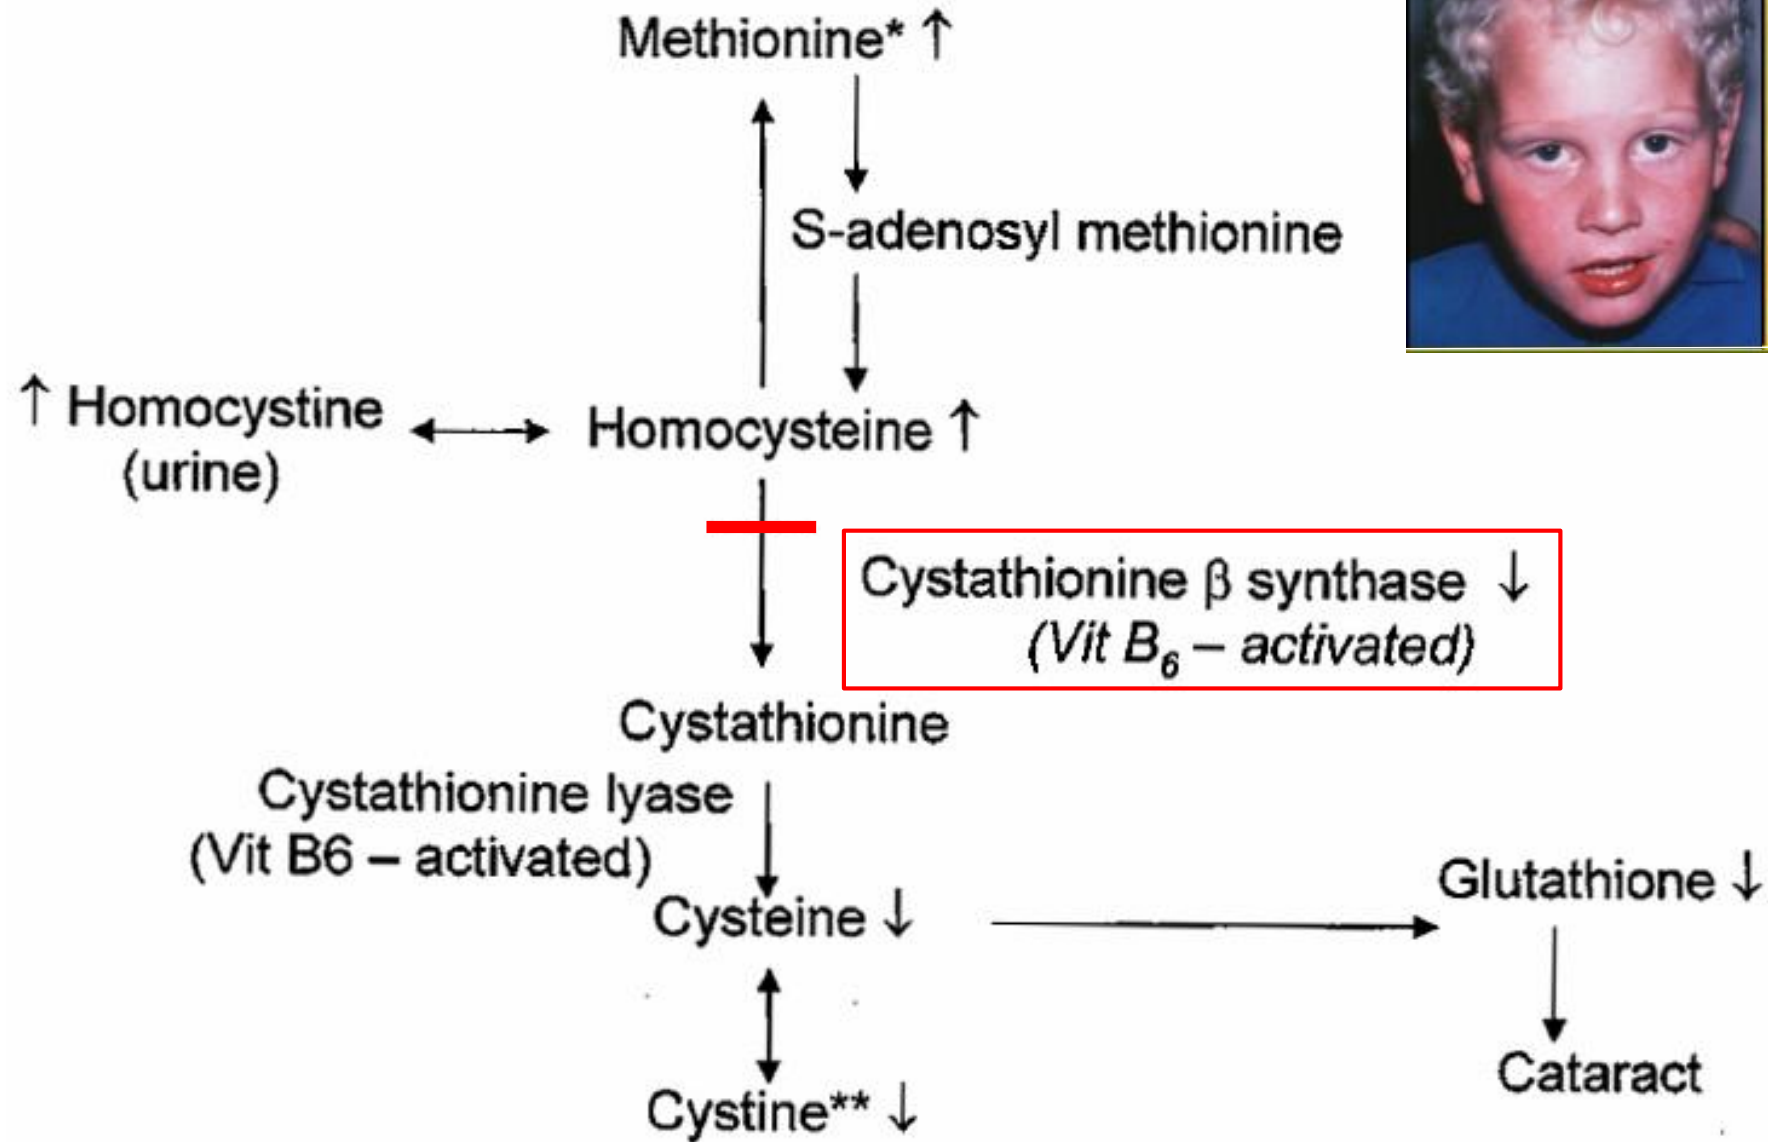 Methionine* ↑
S-adenosyl methionine
↑ Homocystine
(urine)
Homocysteine ↑
Cystathionine β synthase ↓
(Vit B₆ – activated)
Cystathionine
Cystathionine lyase
(Vit B6 – activated)
Cysteine ↓
Glutathione ↓
Cystine** ↓
Cataract